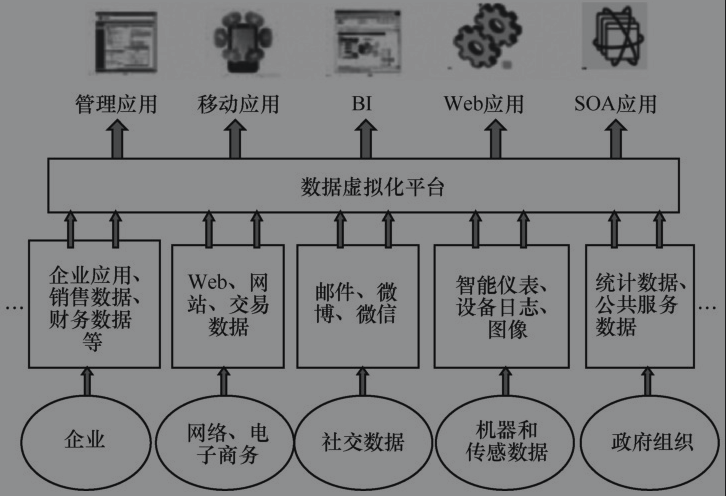 管理应用
移动应用
BI
Web应用
SOA应用
数据虚拟化平台
企业应用、
销售数据、
财务数据
等
Web、网
站、交易
数据
邮件、微
博、微信
智能仪表、
设备日志、
图像
统计数据、
公共服务
数据
…
…
企业
网络、电
子商务
社交数据
机器和
传感数据
政府组织